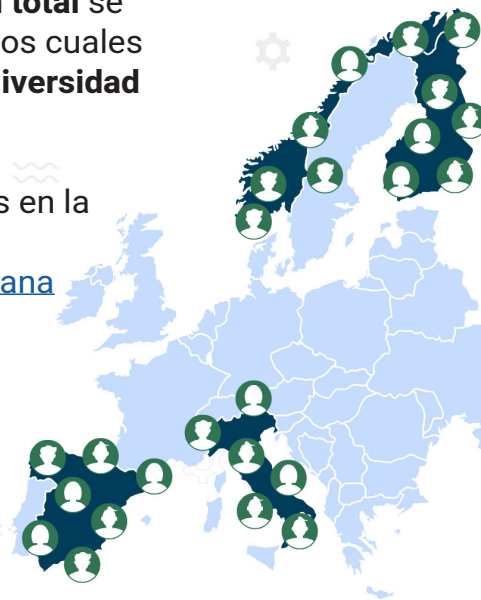 total se
os cuales
iversidad
s en la
ana